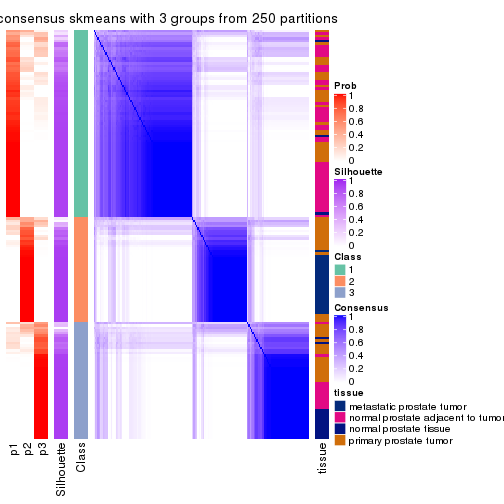 consensus skmeans with 3 groups from 250 partitions
Prob
1
0.8
0.6
0.4
0.2
0
Silhouette
1
0.8
0.6
0.4
0.2
0
Class
1
2
3
Consensus
1
0.8
0.6
0.4
0.2
0
tissue
metastatic prostate tumor
normal prostate adjacent to tumor
normal prostate tissue
primary prostate tumor
p1
p2
p3
Silhouette
Class
tissue